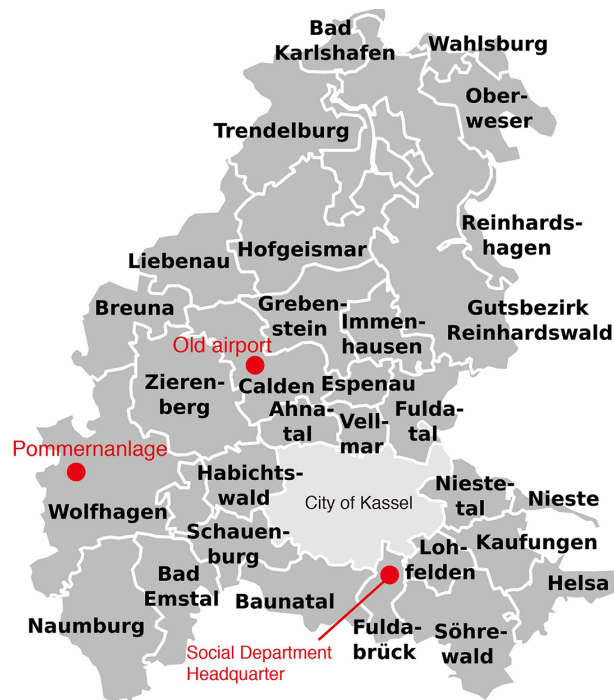 Bad
Karlshafen
Wahlsburg
Ober-
weser
Trendelburg
Reinhards-
hagen
Hofgeismar
Liebenau
Breuna
Greben-
stein
Immen-
hausen
Gutsbezirk
Reinhardswald
Old airport
Zieren-
berg
Calden
Espenau
Ahna-
tal
Vell-
mar
Fulda-
tal
Pommernanlage
Habichts-
wald
City of Kassel
Nieste-
tal
Nieste
Wolfhagen
Schauen-
burg
Loh-
felden
Kaufungen
Bad
Emstal
Baunatal
Helsa
Naumburg
Fulda-
brück
Söhre-
wald
Social Department
Headquarter